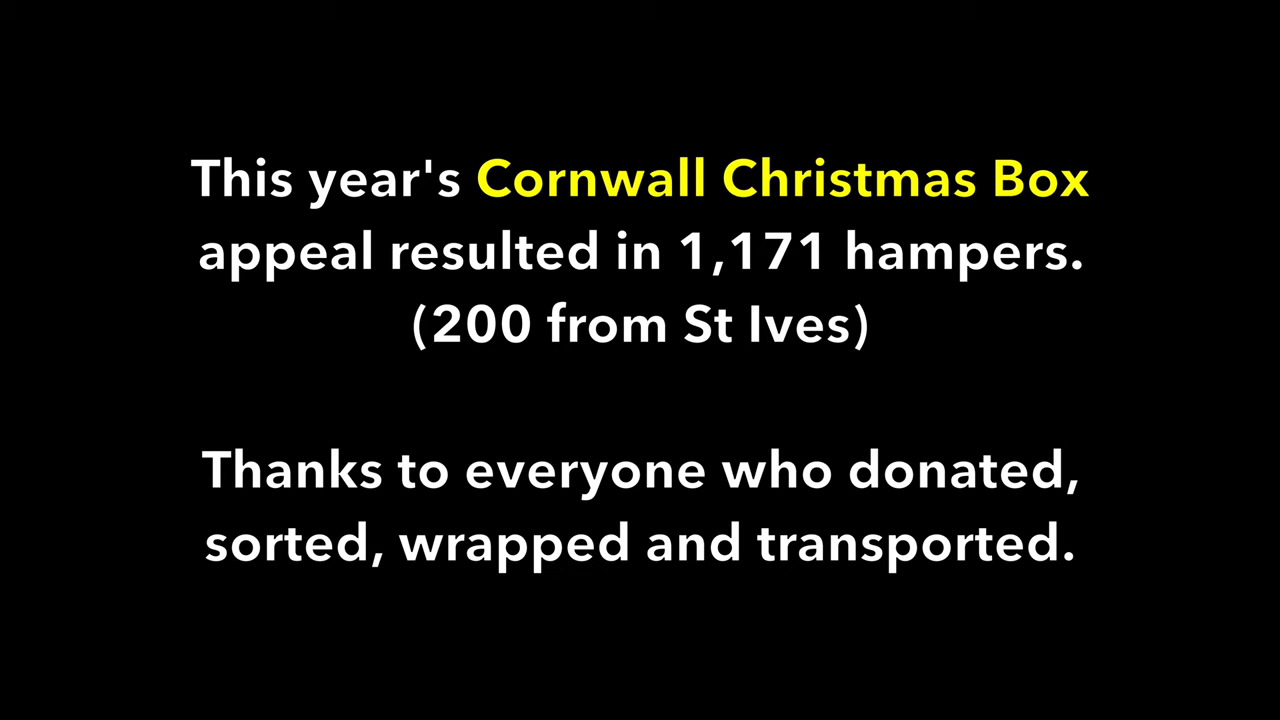 This year's Cornwall Christmas Box
appeal resulted in 1,171 hampers.
(200 from St Ives)
Thanks to everyone who donated,
sorted, wrapped and transported.